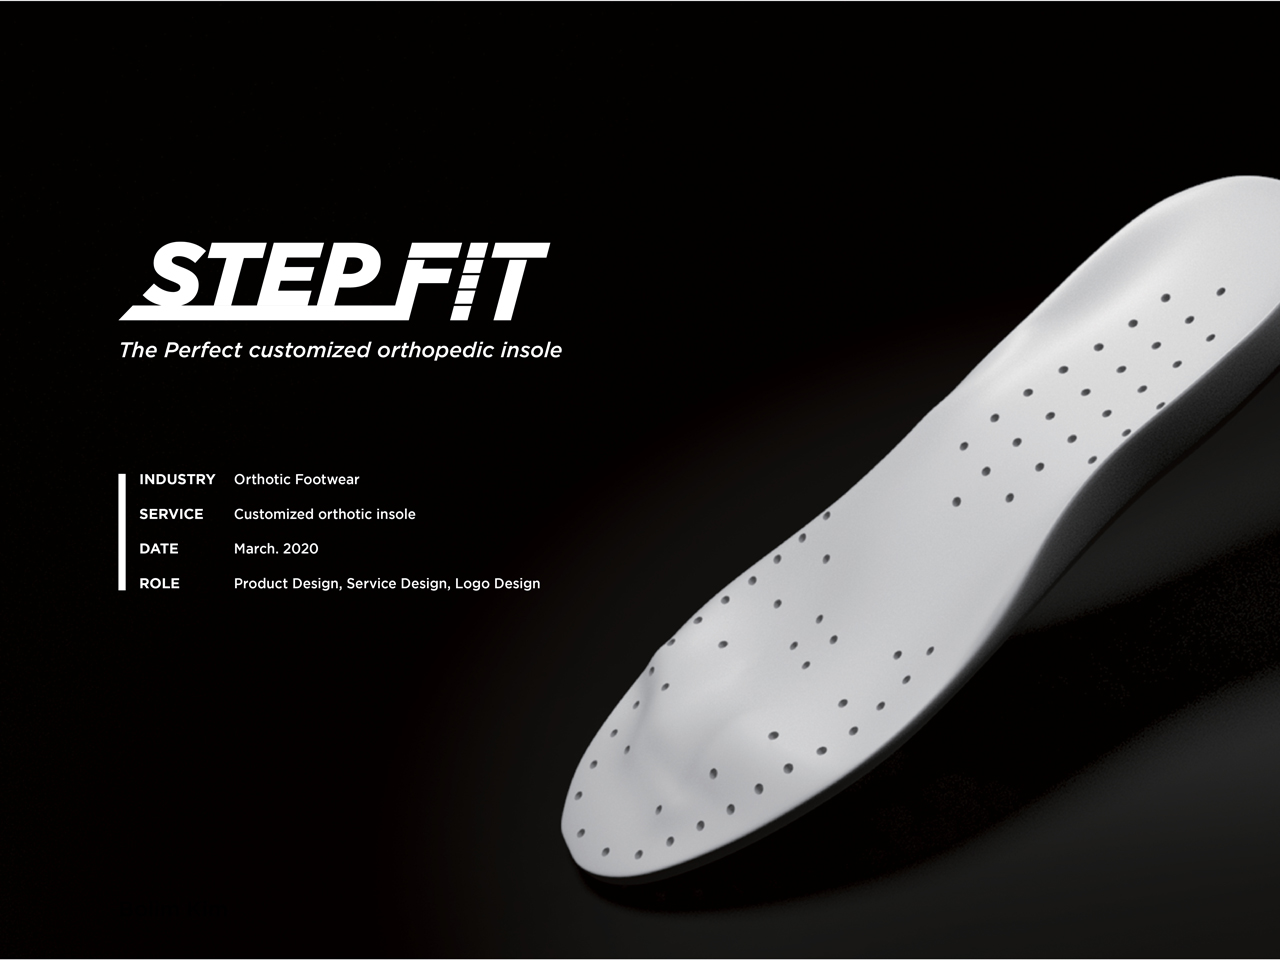 STEP FIT
The Perfect customized orthopedic insole
INDUSTRY Orthotic Footwear
SERVICE Customized orthotic insole
DATE March. 2020
ROLE Product Design, Service Design, Logo Design